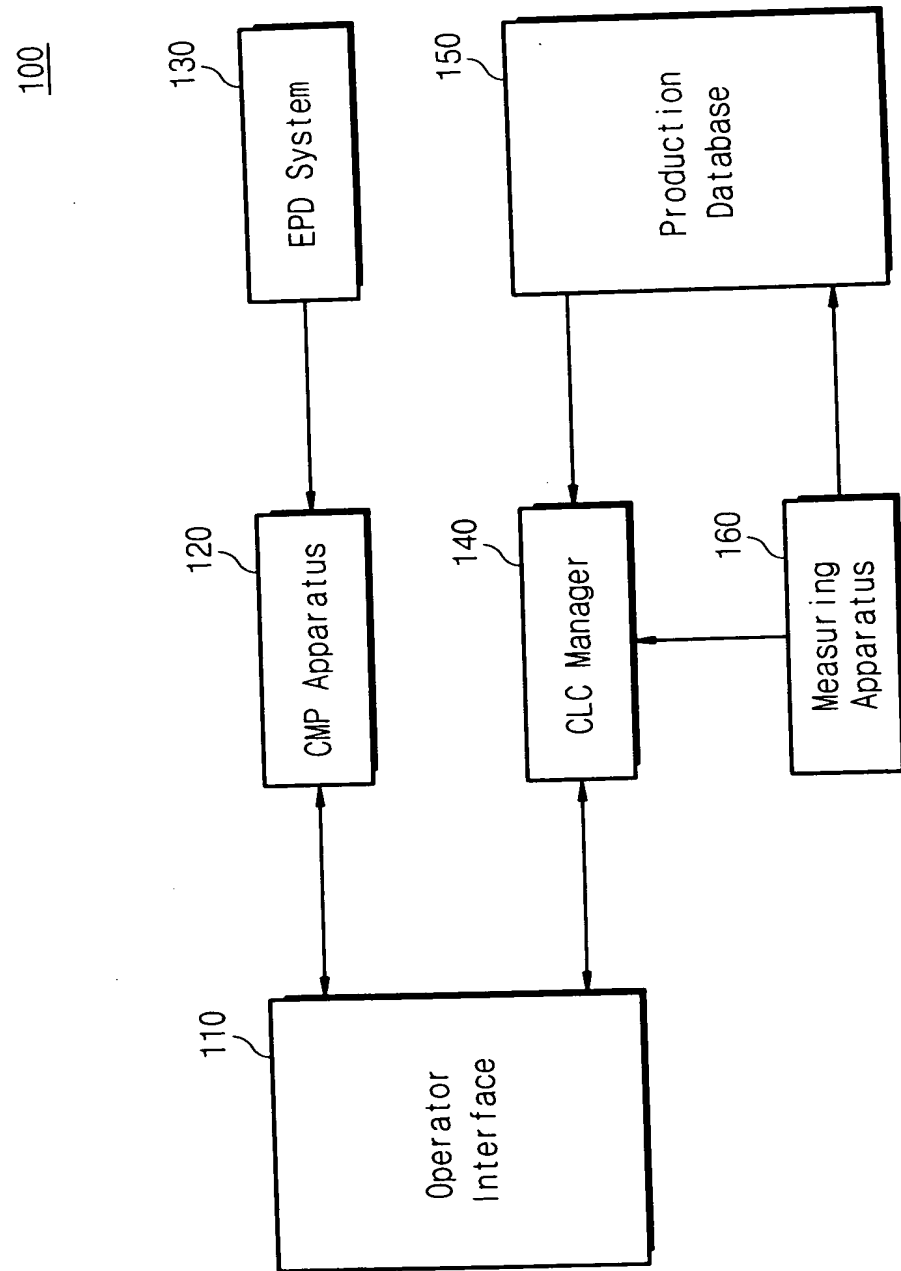 100
110
Operator
Interface
120
CMP Apparatus
130
EPD System
140
CLC Manager
150
Production
Database
160
Measuring
Apparatus